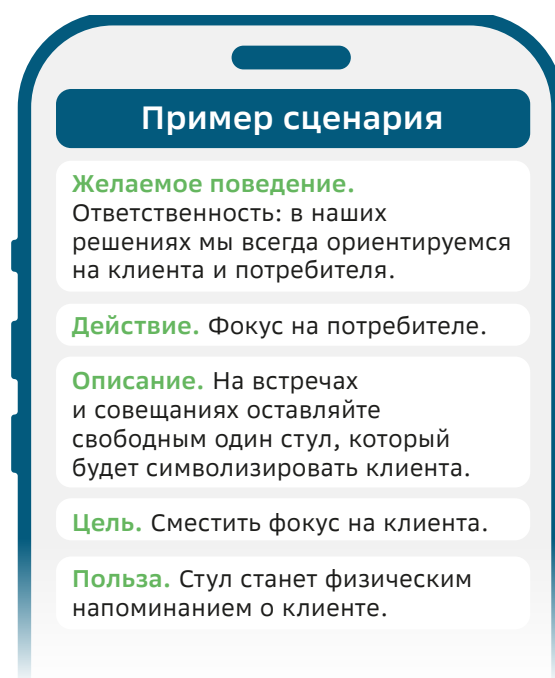 Пример сценария
Желаемое поведение.
Ответственность: в наших
решениях мы всегда ориентируемся
на клиента и потребителя.
Действие. Фокус на потребителе.
Описание. На встречах
и совещаниях оставляйте
свободным один стул, который
будет символизировать клиента.
Цель. Сместить фокус на клиента.
Польза. Стул станет физическим
напоминанием о клиенте.